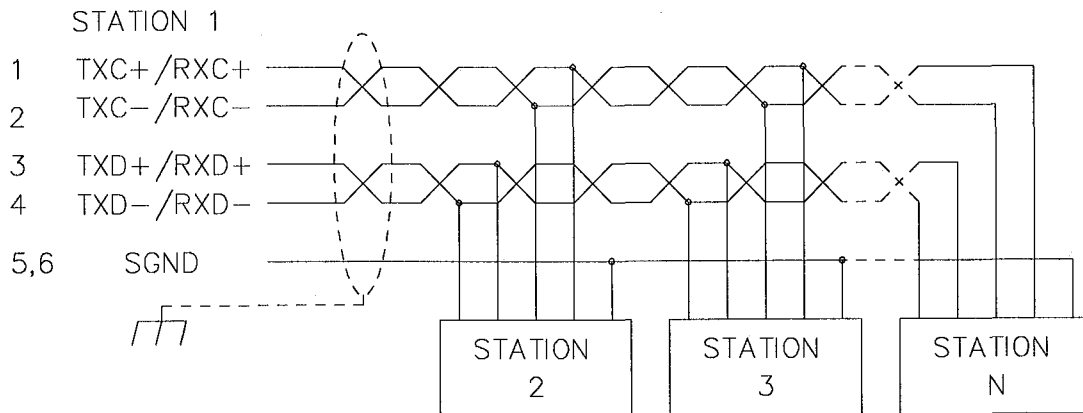 STATION 1
1 TXC+/RXC+
2 TXC-/RXC-
3 TXD+/RXD+
4 TXD-/RXD-
5,6 SGND
STATION 2
STATION 3
STATION N